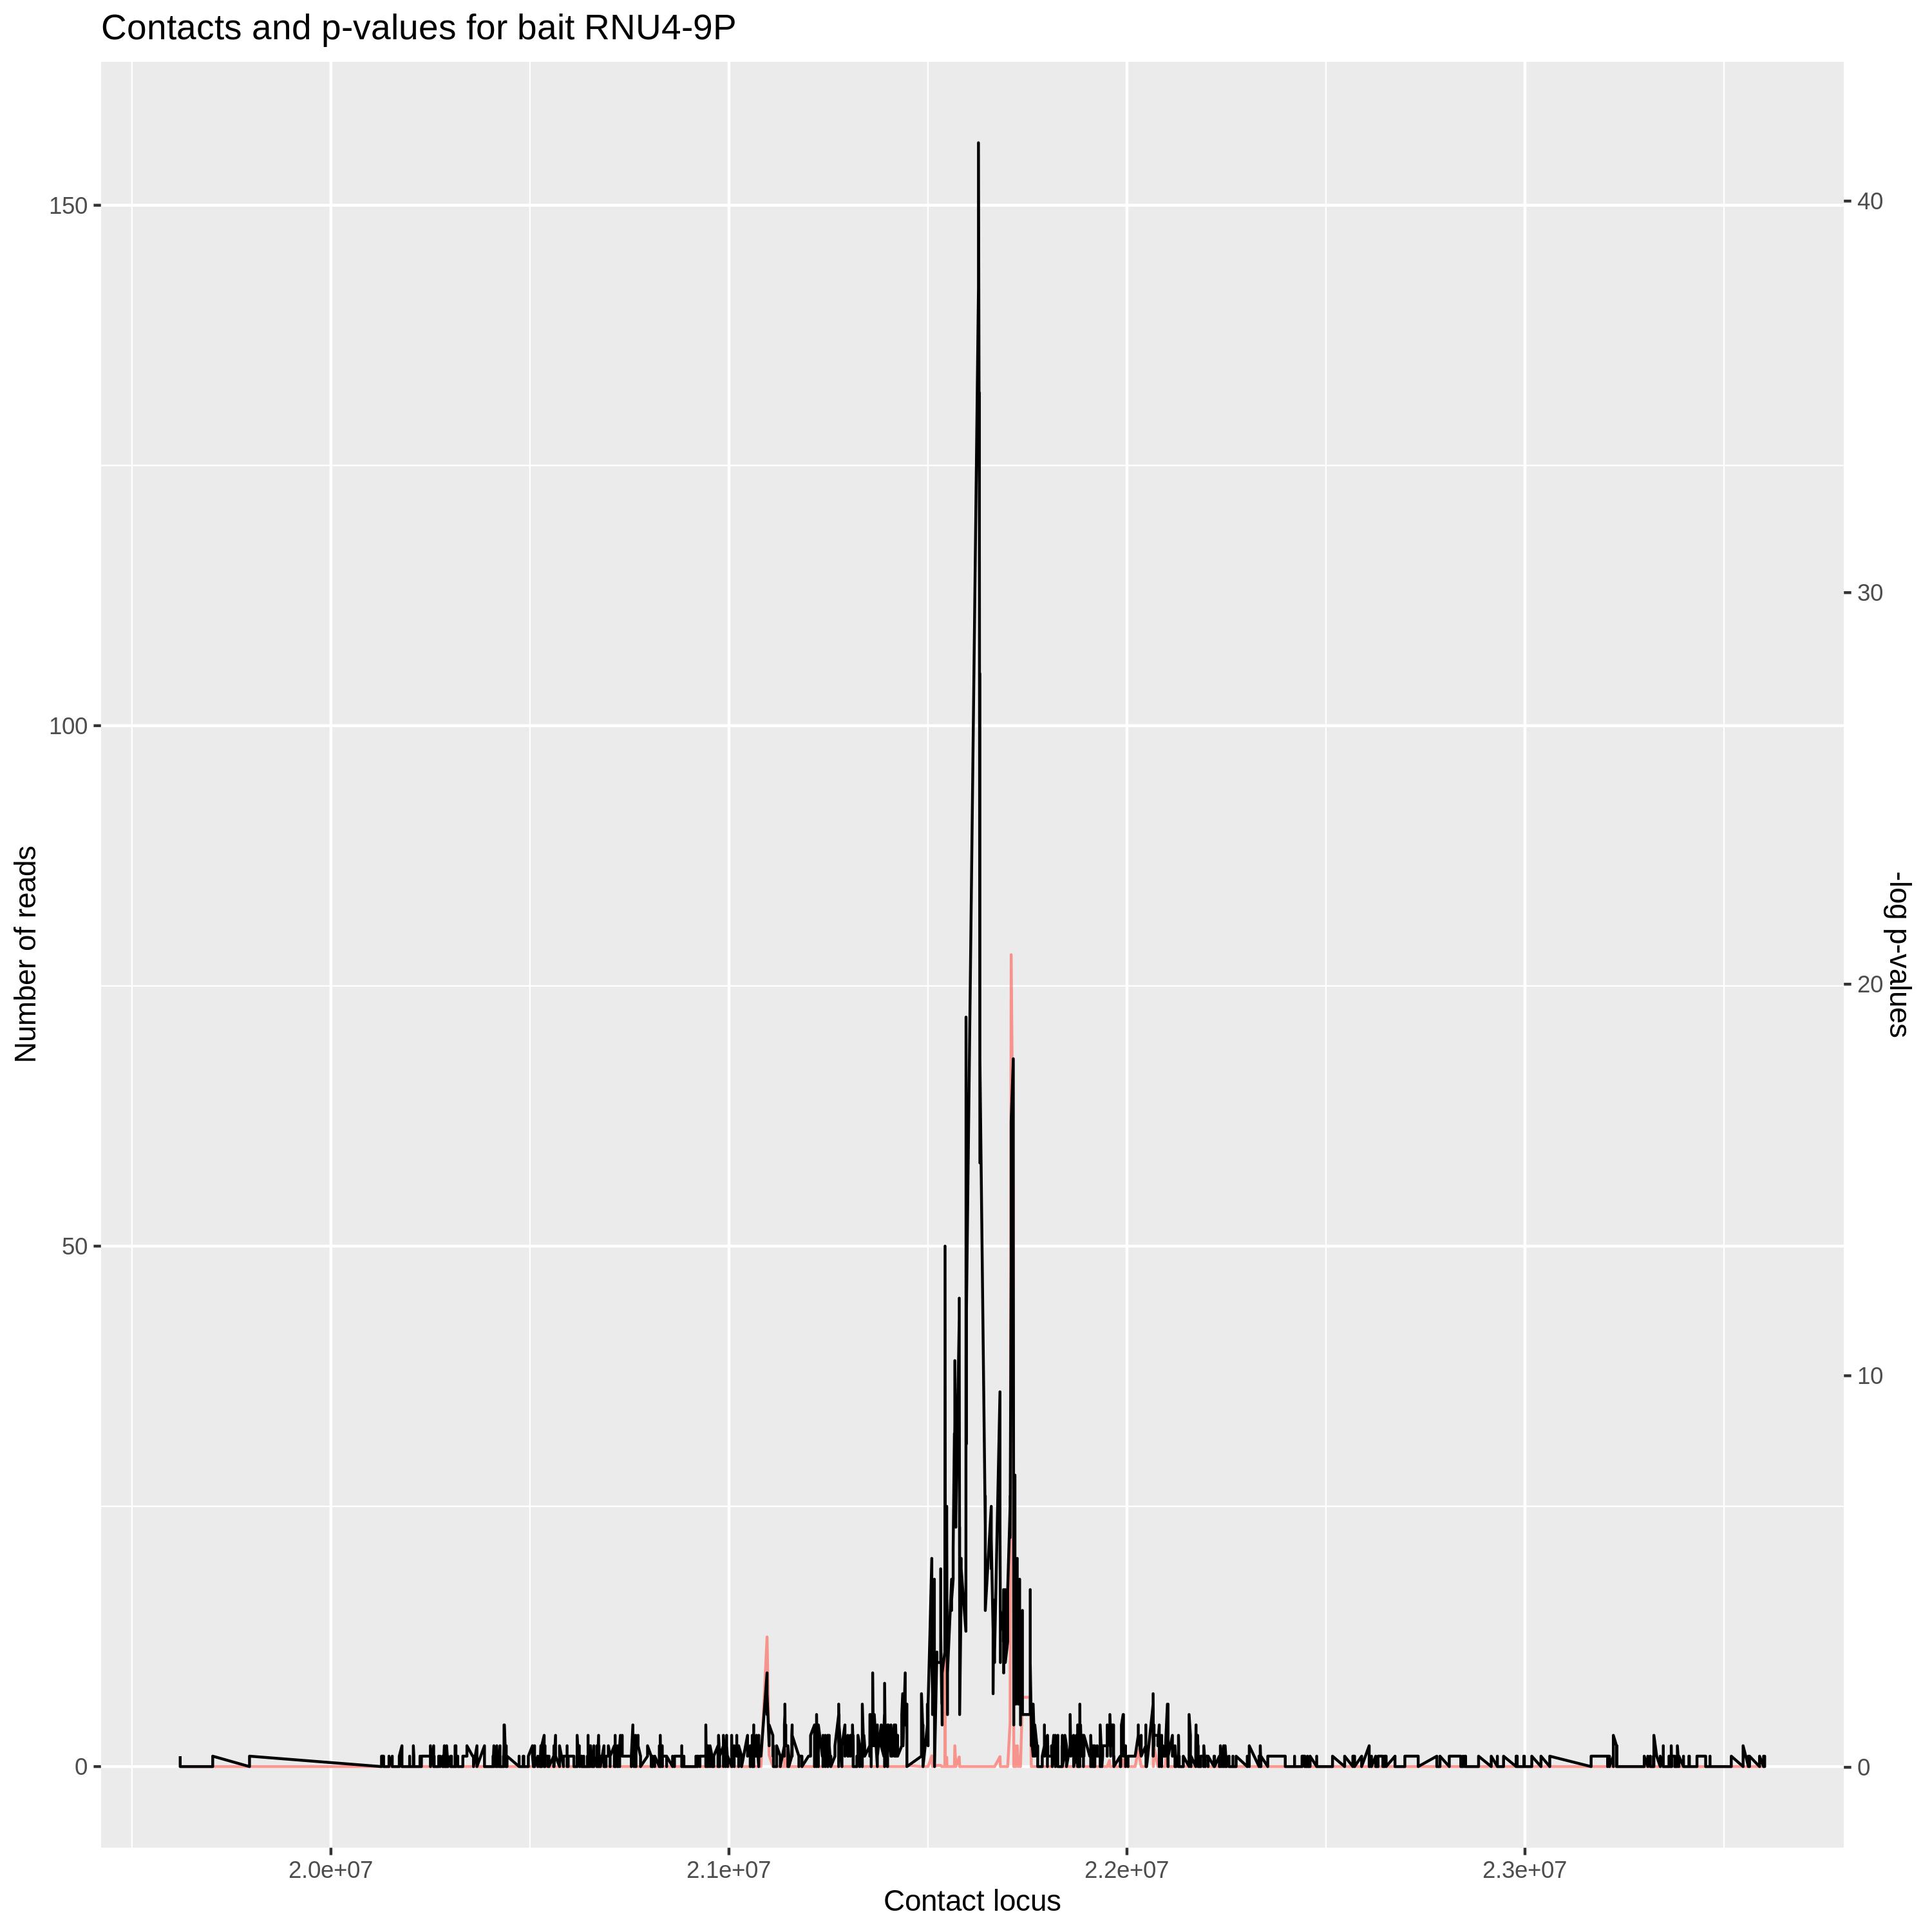 Contacts and p-values for bait RNU4-9P
150
100
50
0
Number of reads
40
30
20
10
0
-log p-values
2.0e+07
2.1e+07
2.2e+07
2.3e+07
Contact locus